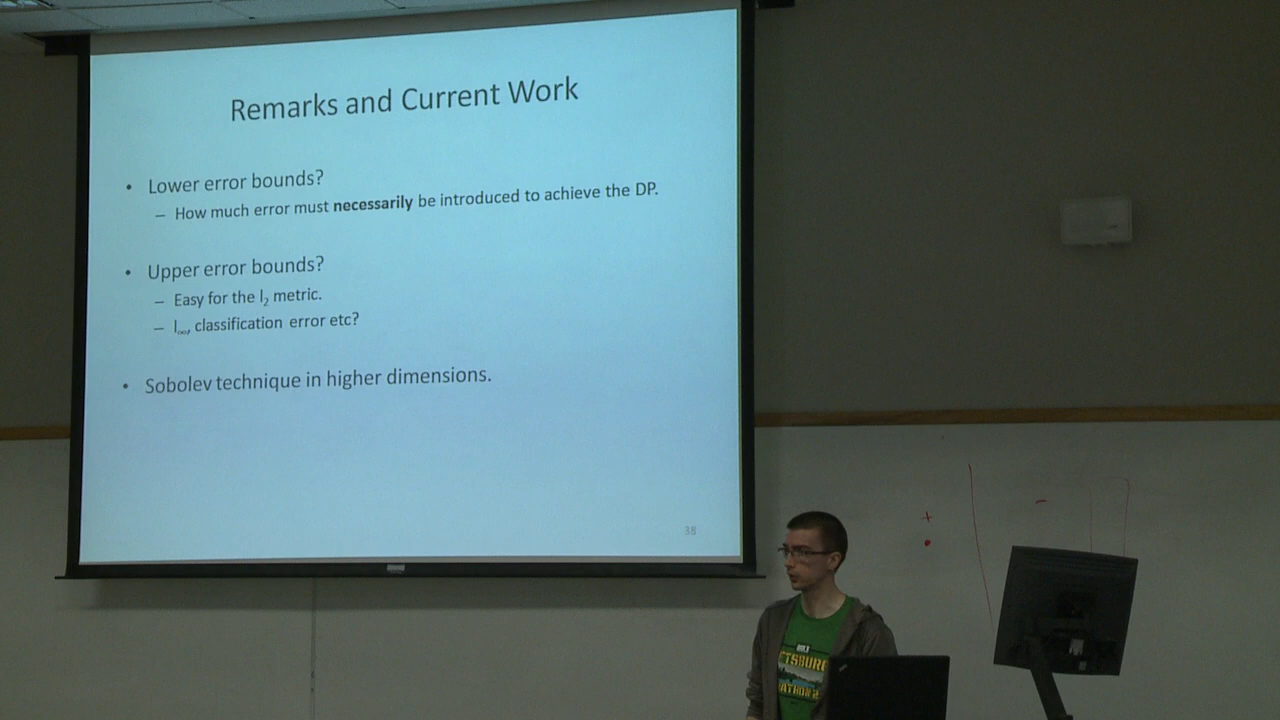 Remarks and Current Work
• Lower error bounds?
– How much error must necessarily be introduced to achieve the DP.
• Upper error bounds?
– Easy for the l₂ metric.
– l∞, classification error etc?
• Sobolev technique in higher dimensions.
38
+
-